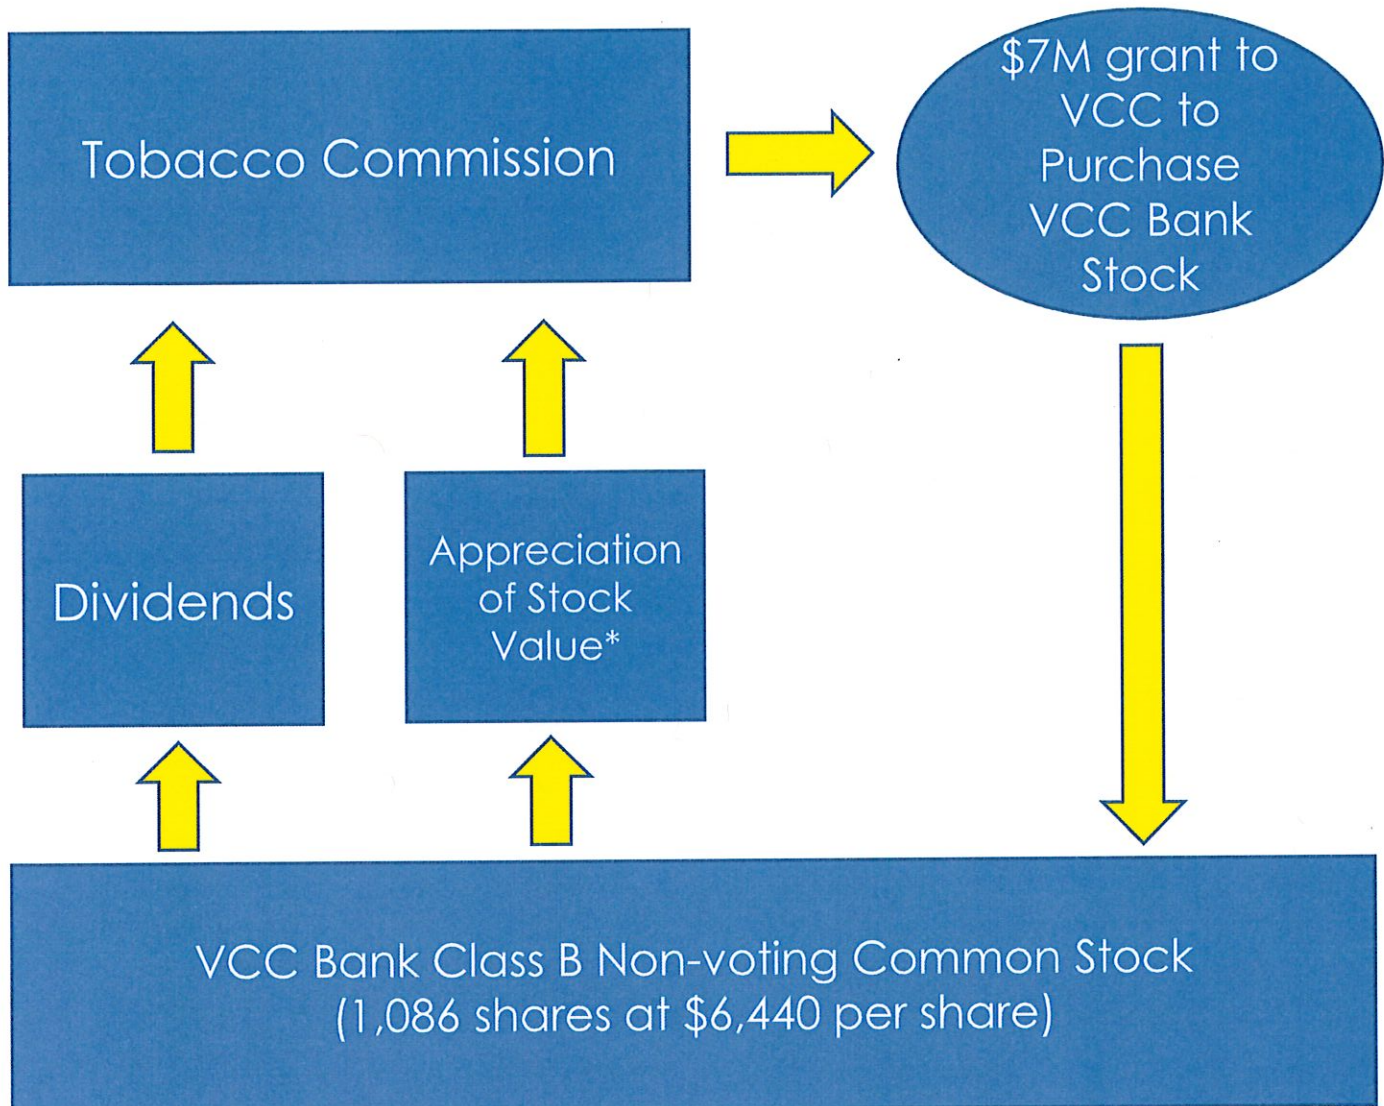 Tobacco Commission
$7M grant to
VCC to
Purchase
VCC Bank
Stock
Dividends
Appreciation
of Stock
Value*
VCC Bank Class B Non-voting Common Stock
(1,086 shares at $6,440 per share)